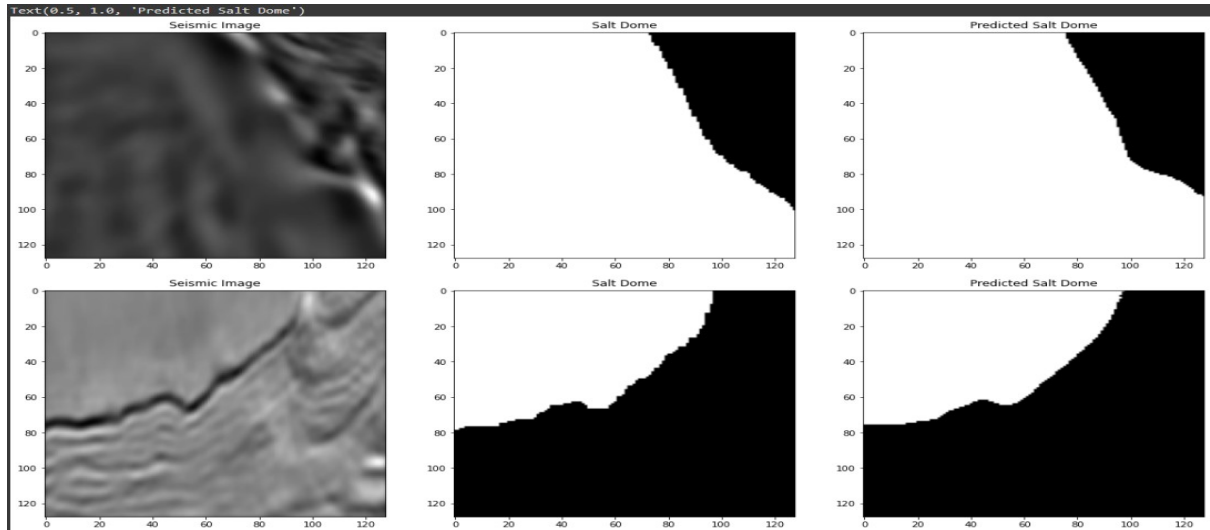 Text(0.5, 1.0, 'Predicted Salt Dome')
Seismic Image Salt Dome Predicted Salt Dome
0 0 0
20 20 20
40 40 40
60 60 60
80 80 80
100 100 100
120 120 120
0 20 40 60 80 100 120 0 20 40 60 80 100 120 0 20 40 60 80 100 120
Seismic Image Salt Dome Predicted Salt Dome
0 0 0
20 20 20
40 40 40
60 60 60
80 80 80
100 100 100
120 120 120
0 20 40 60 80 100 120 0 20 40 60 80 100 120 0 20 40 60 80 100 120